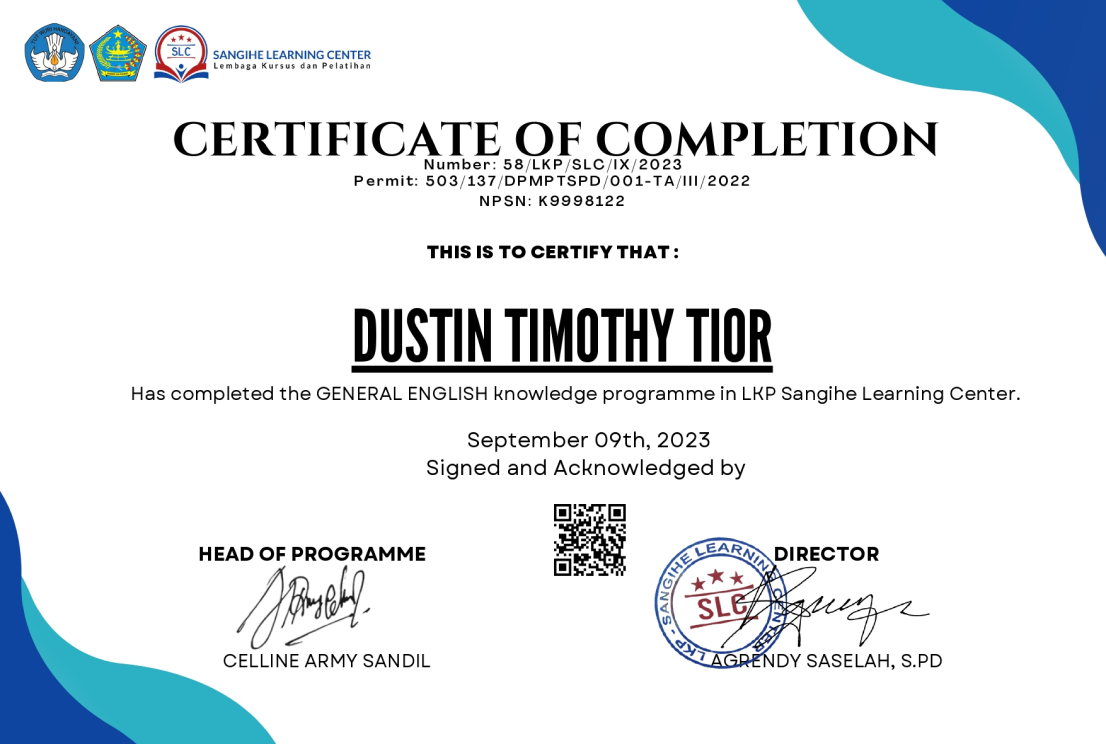 TUT WURI HANDAYANI
SLC
SANGIHE LEARNING CENTER
Lembaga Kursus dan Pelatihan
CERTIFICATE OF COMPLETION
Number: 58/LKP/SLC/IX/2023
Permit: 503/137/DPMPTSPD/001-TA/III/2022
NPSN: K9998122
THIS IS TO CERTIFY THAT :
DUSTIN TIMOTHY TIOR
Has completed the GENERAL ENGLISH knowledge programme in LKP Sangihe Learning Center.
September 09th, 2023
Signed and Acknowledged by
HEAD OF PROGRAMME
CELLINE ARMY SANDIL
DIRECTOR
LKP - SANGIHE LEARNING CENTER
SLC
AGRENDY SASELAH, S.PD